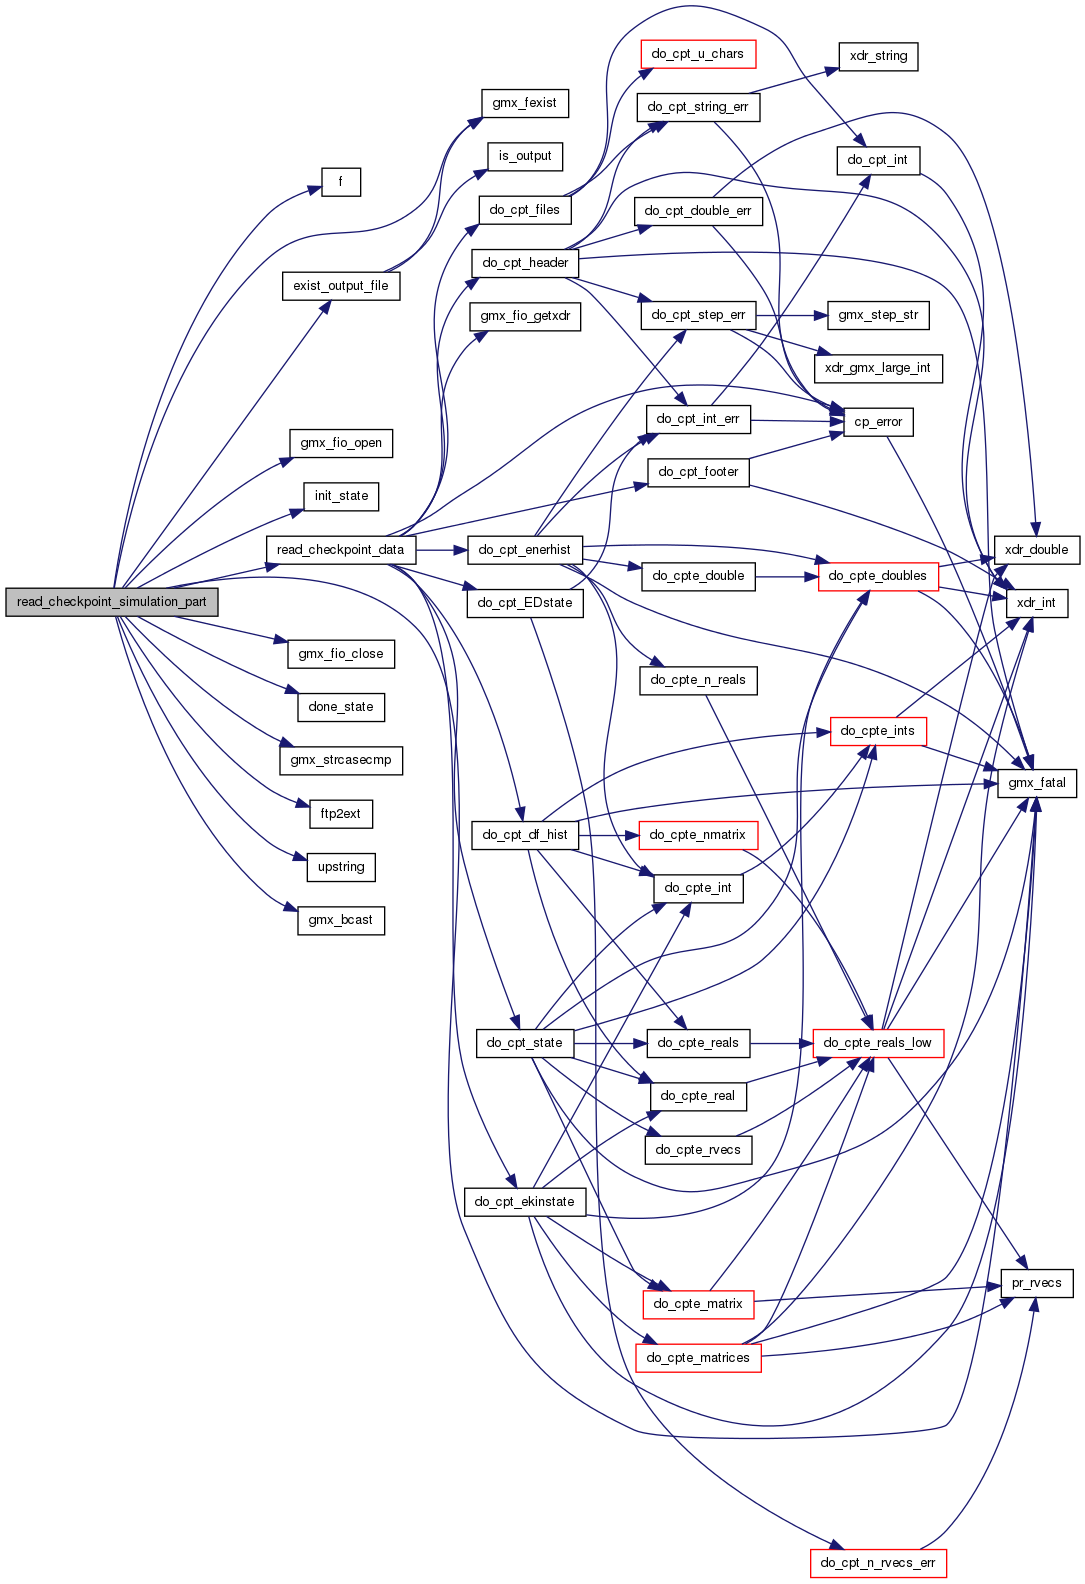 do_cpt_u_chars
xdr_string
gmx_fexist
do_cpt_string_err
is_output
do_cpt_int
f
do_cpt_files
do_cpt_double_err
do_cpt_header
exist_output_file
gmx_fio_getxdr
do_cpt_step_err
gmx_step_str
xdr_gmx_large_int
do_cpt_int_err
cp_error
gmx_fio_open
do_cpt_footer
init_state
read_checkpoint_data
do_cpt_enerhist
xdr_double
do_cpte_double
do_cpte_doubles
read_checkpoint_simulation_part
do_cpt_EDstate
xdr_int
gmx_fio_close
do_cpte_n_reals
done_state
do_cpte_ints
gmx_strcasecmp
gmx_fatal
ftp2ext
do_cpt_df_hist
do_cpte_nmatrix
upstring
do_cpte_int
gmx_bcast
do_cpt_state
do_cpte_reals
do_cpte_reals_low
do_cpte_real
do_cpte_rvecs
do_cpt_ekinstate
pr_rvecs
do_cpte_matrix
do_cpte_matrices
do_cpt_n_rvecs_err